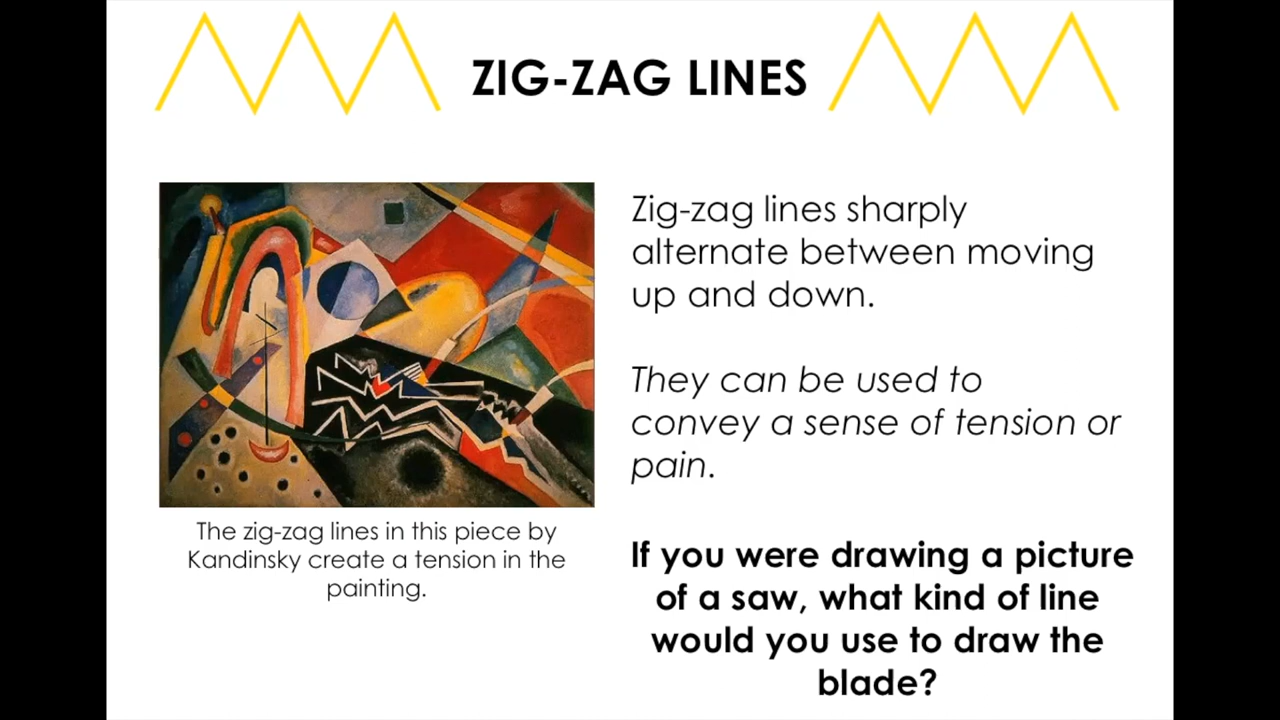 ZIG-ZAG LINES
Zig-zag lines sharply
alternate between moving
up and down.
They can be used to
convey a sense of tension or
pain.
The zig-zag lines in this piece by
Kandinsky create a tension in the
painting.
If you were drawing a picture
of a saw, what kind of line
would you use to draw the
blade?